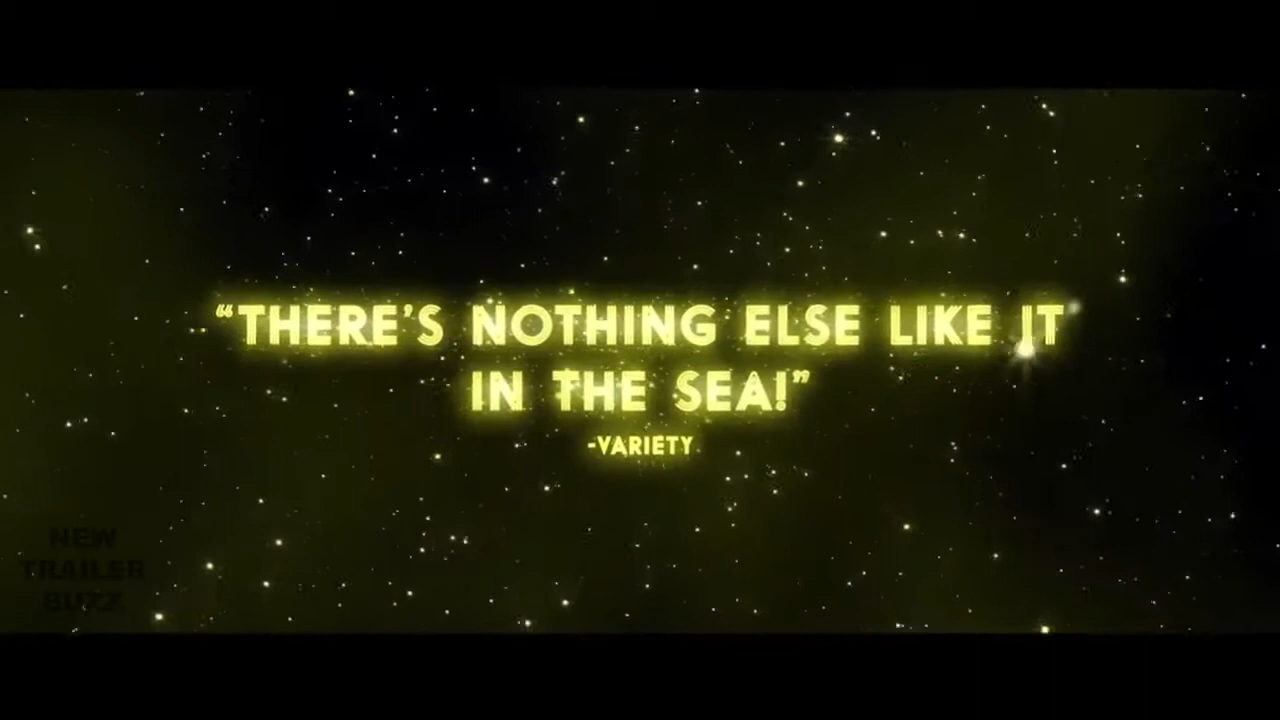 “THERE’S NOTHING ELSE LIKE IT
IN THE SEA!”
-VARIETY
NEW
TRAILER
BUZZ